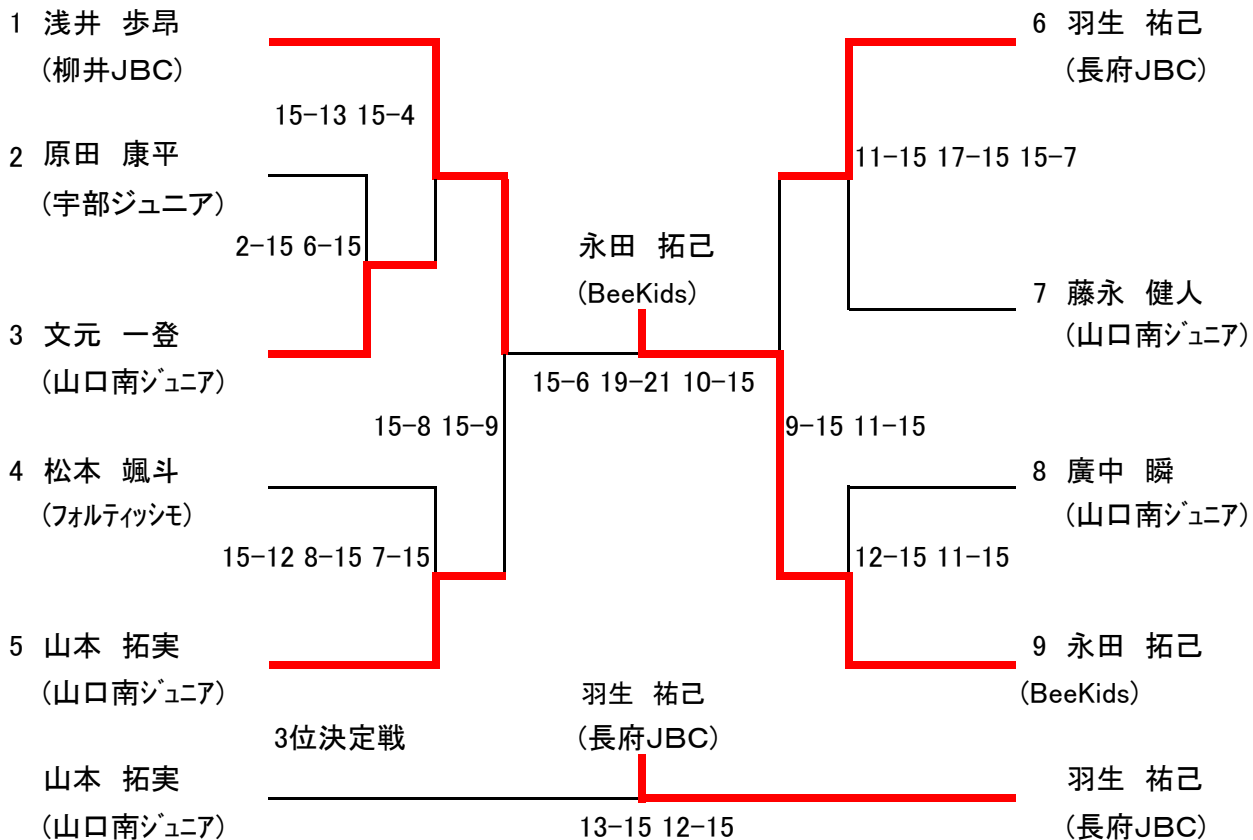 1 浅井 歩昂
(柳井JBC)
15-13 15-4
2 原田 康平
(宇部ジュニア)
2-15 6-15
3 文元 一登
(山口南ジュニア)
15-8 15-9
4 松本 颯斗
(フォルティッシモ)
15-12 8-15 7-15
5 山本 拓実
(山口南ジュニア)
永田 拓己
(BeeKids)
15-6 19-21 10-15
6 羽生 祐己
(長府JBC)
11-15 17-15 15-7
7 藤永 健人
(山口南ジュニア)
9-15 11-15
8 廣中 瞬
(山口南ジュニア)
12-15 11-15
9 永田 拓己
(BeeKids)
3位決定戦
羽生 祐己
(長府JBC)
山本 拓実
(山口南ジュニア)
13-15 12-15
羽生 祐己
(長府JBC)